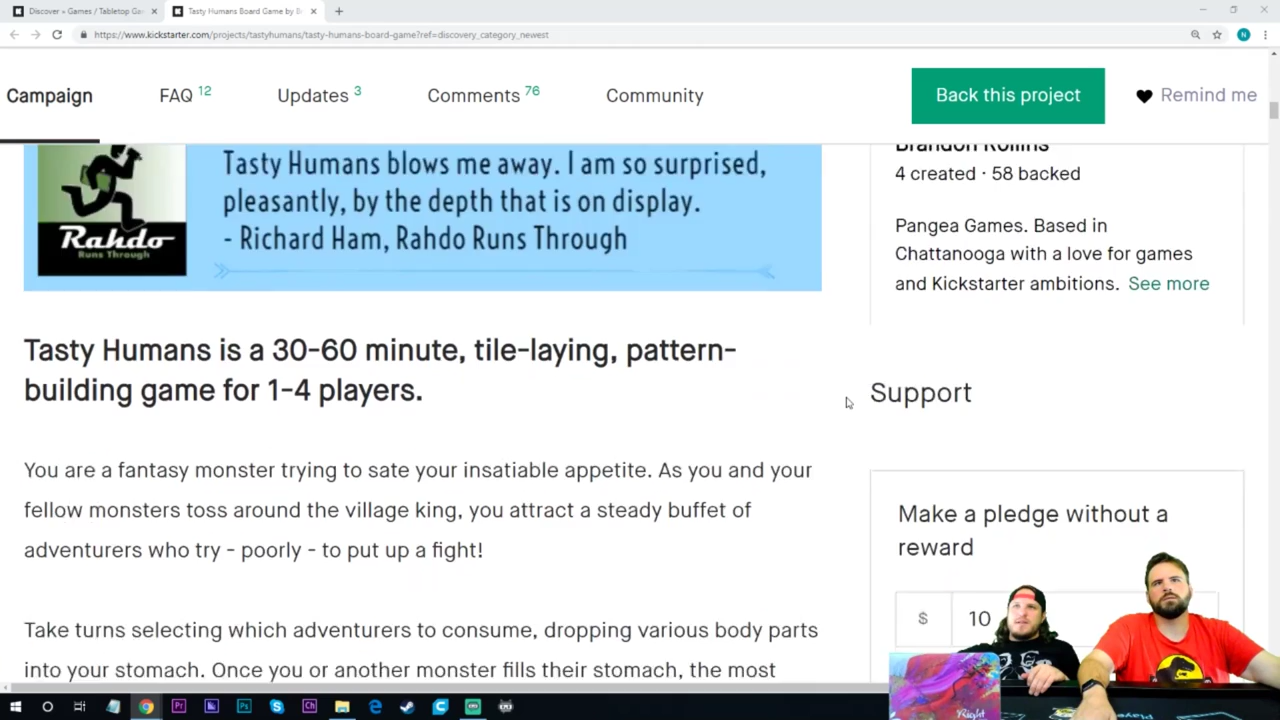 Discover » Games / Tabletop Ga
Tasty Humans Board Game by B
https://www.kickstarter.com/projects/tastyhumans/tasty-humans-board-game?ref=discovery_category_newest
N
Campaign
FAQ 12
Updates 3
Comments 76
Community
Back this project
Remind me
Rahdo
Runs Through
Tasty Humans blows me away. I am so surprised,
pleasantly, by the depth that is on display.
- Richard Ham, Rahdo Runs Through
Brandon Rollins
4 created · 58 backed
Pangea Games. Based in
Chattanooga with a love for games
and Kickstarter ambitions. See more
Tasty Humans is a 30-60 minute, tile-laying, pattern-
building game for 1-4 players.
You are a fantasy monster trying to sate your insatiable appetite. As you and your
fellow monsters toss around the village king, you attract a steady buffet of
adventurers who try - poorly - to put up a fight!
Take turns selecting which adventurers to consume, dropping various body parts
into your stomach. Once you or another monster fills their stomach, the most
Support
Make a pledge without a
reward
$ 10
Right
Pr
Ps
Ch